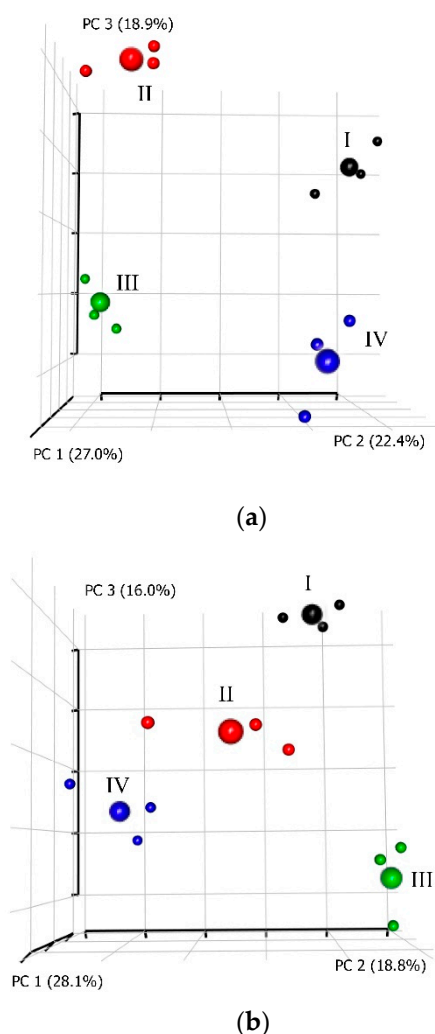 PC 3 (18.9%)
II
I
III
IV
PC 1 (27.0%)
PC 2 (22.4%)
(a)
I
PC 3 (16.0%)
II
IV
III
PC 1 (28.1%)
PC 2 (18.8%)
(b)